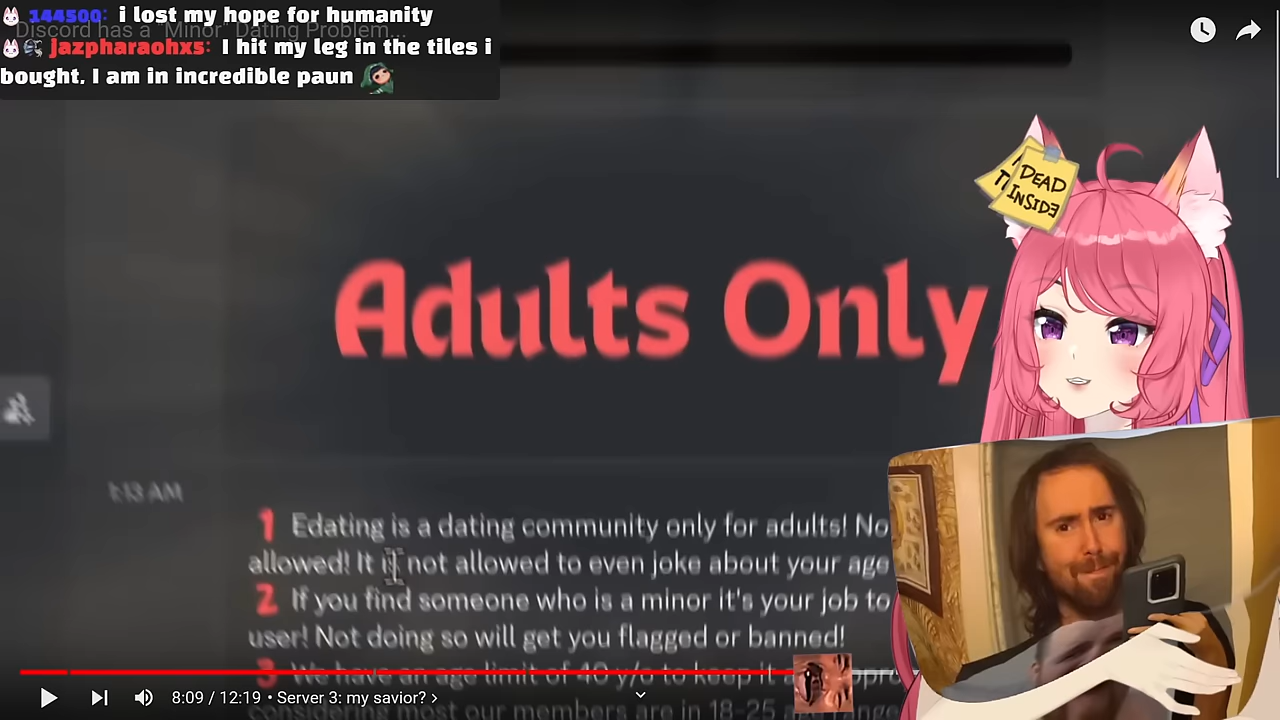 144500: i lost my hope for humanity
Discord has a "Minor" Dating Problem...
jazpharaohxs: I hit my leg in the tiles i
bought. I am in incredible paun
DEAD
INSIDE
Adults Only
1:13 AM
1 Edating is a dating community only for adults! No
allowed! It is not allowed to even joke about your age
2 If you find someone who is a minor it's your job to
user! Not doing so will get you flagged or banned!
3 We have an age limit of 40 y/o to keep it
considering most our members are in 18-25
8:09 / 12:19 • Server 3: my savior? ›